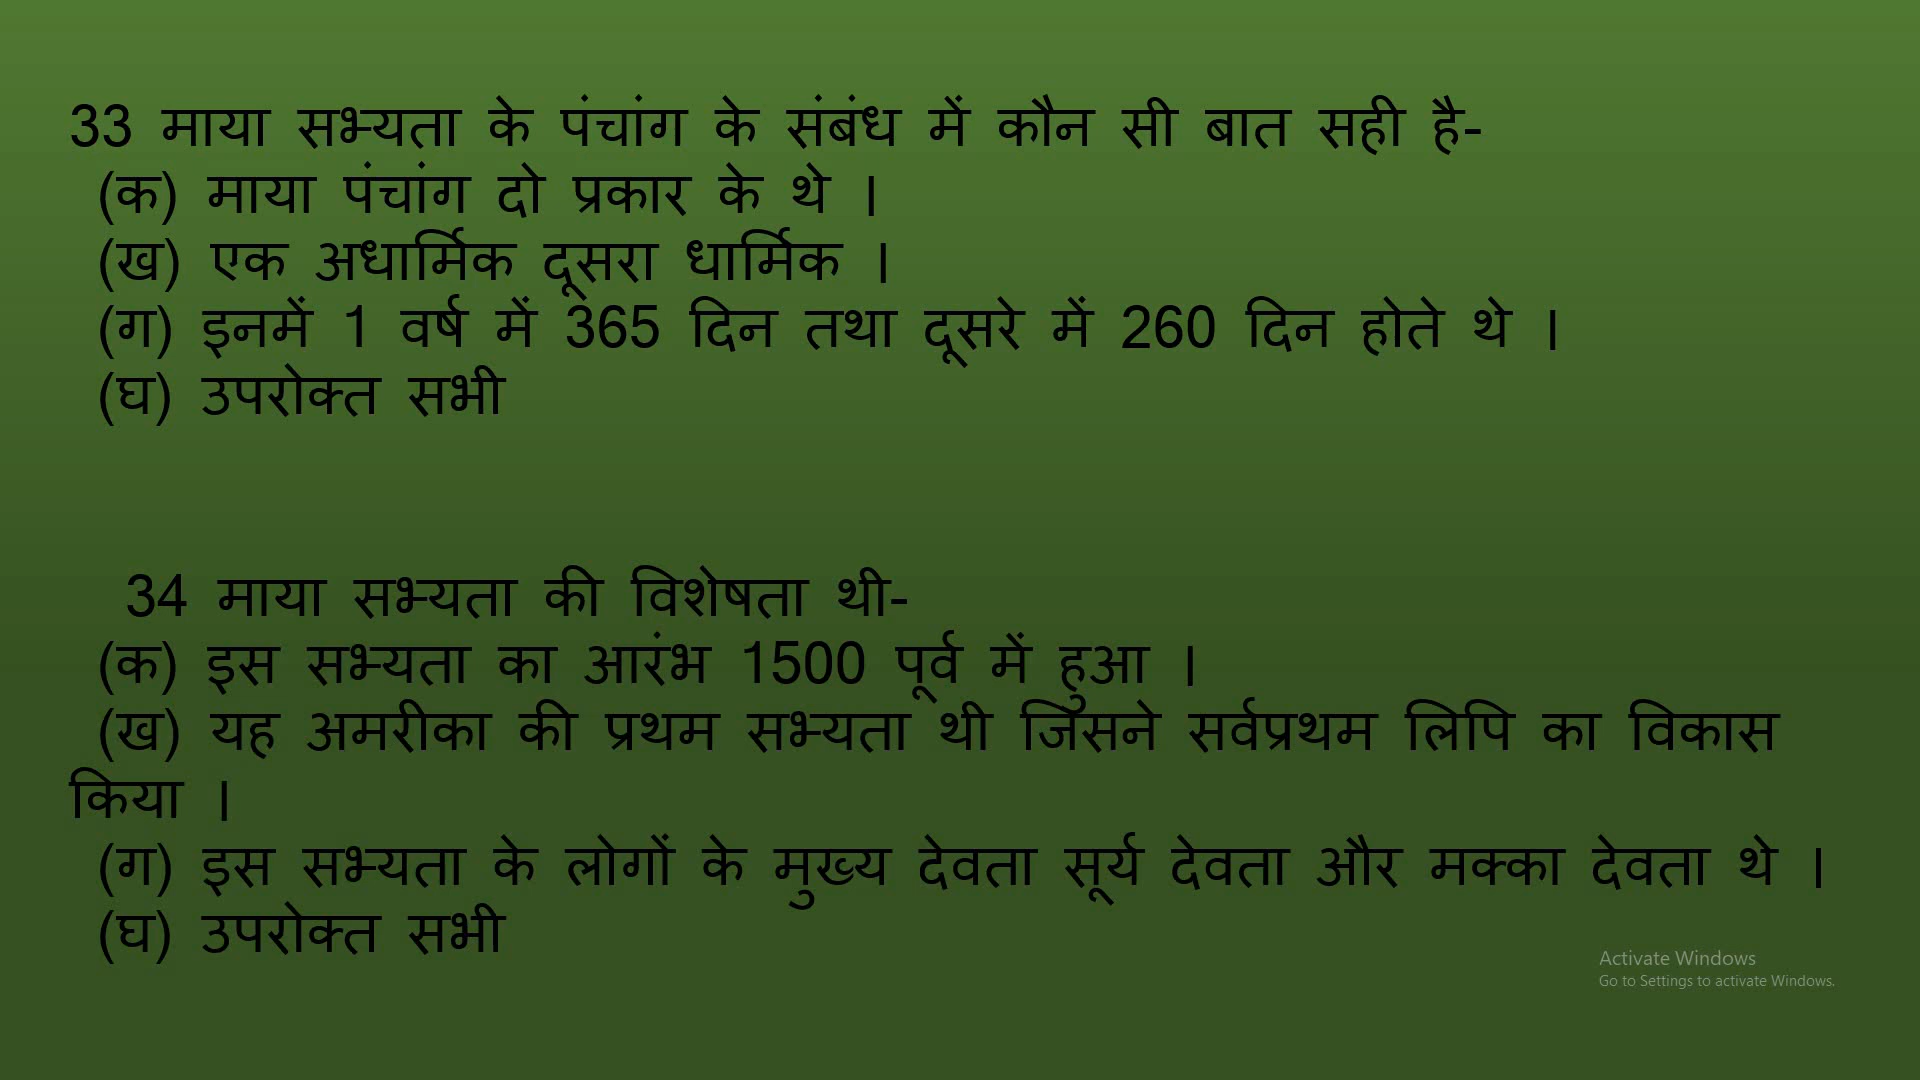 33 माया सभ्यता के पंचांग के संबंध में कौन सी बात सही है-
(क) माया पंचांग दो प्रकार के थे ।
(ख) एक अधार्मिक दूसरा धार्मिक ।
(ग) इनमें 1 वर्ष में 365 दिन तथा दूसरे में 260 दिन होते थे ।
(घ) उपरोक्त सभी
34 माया सभ्यता की विशेषता थी-
(क) इस सभ्यता का आरंभ 1500 पूर्व में हुआ ।
(ख) यह अमरीका की प्रथम सभ्यता थी जिसने सर्वप्रथम लिपि का विकास
किया ।
(ग) इस सभ्यता के लोगों के मुख्य देवता सूर्य देवता और मक्का देवता थे ।
(घ) उपरोक्त सभी
Activate Windows
Go to Settings to activate Windows.